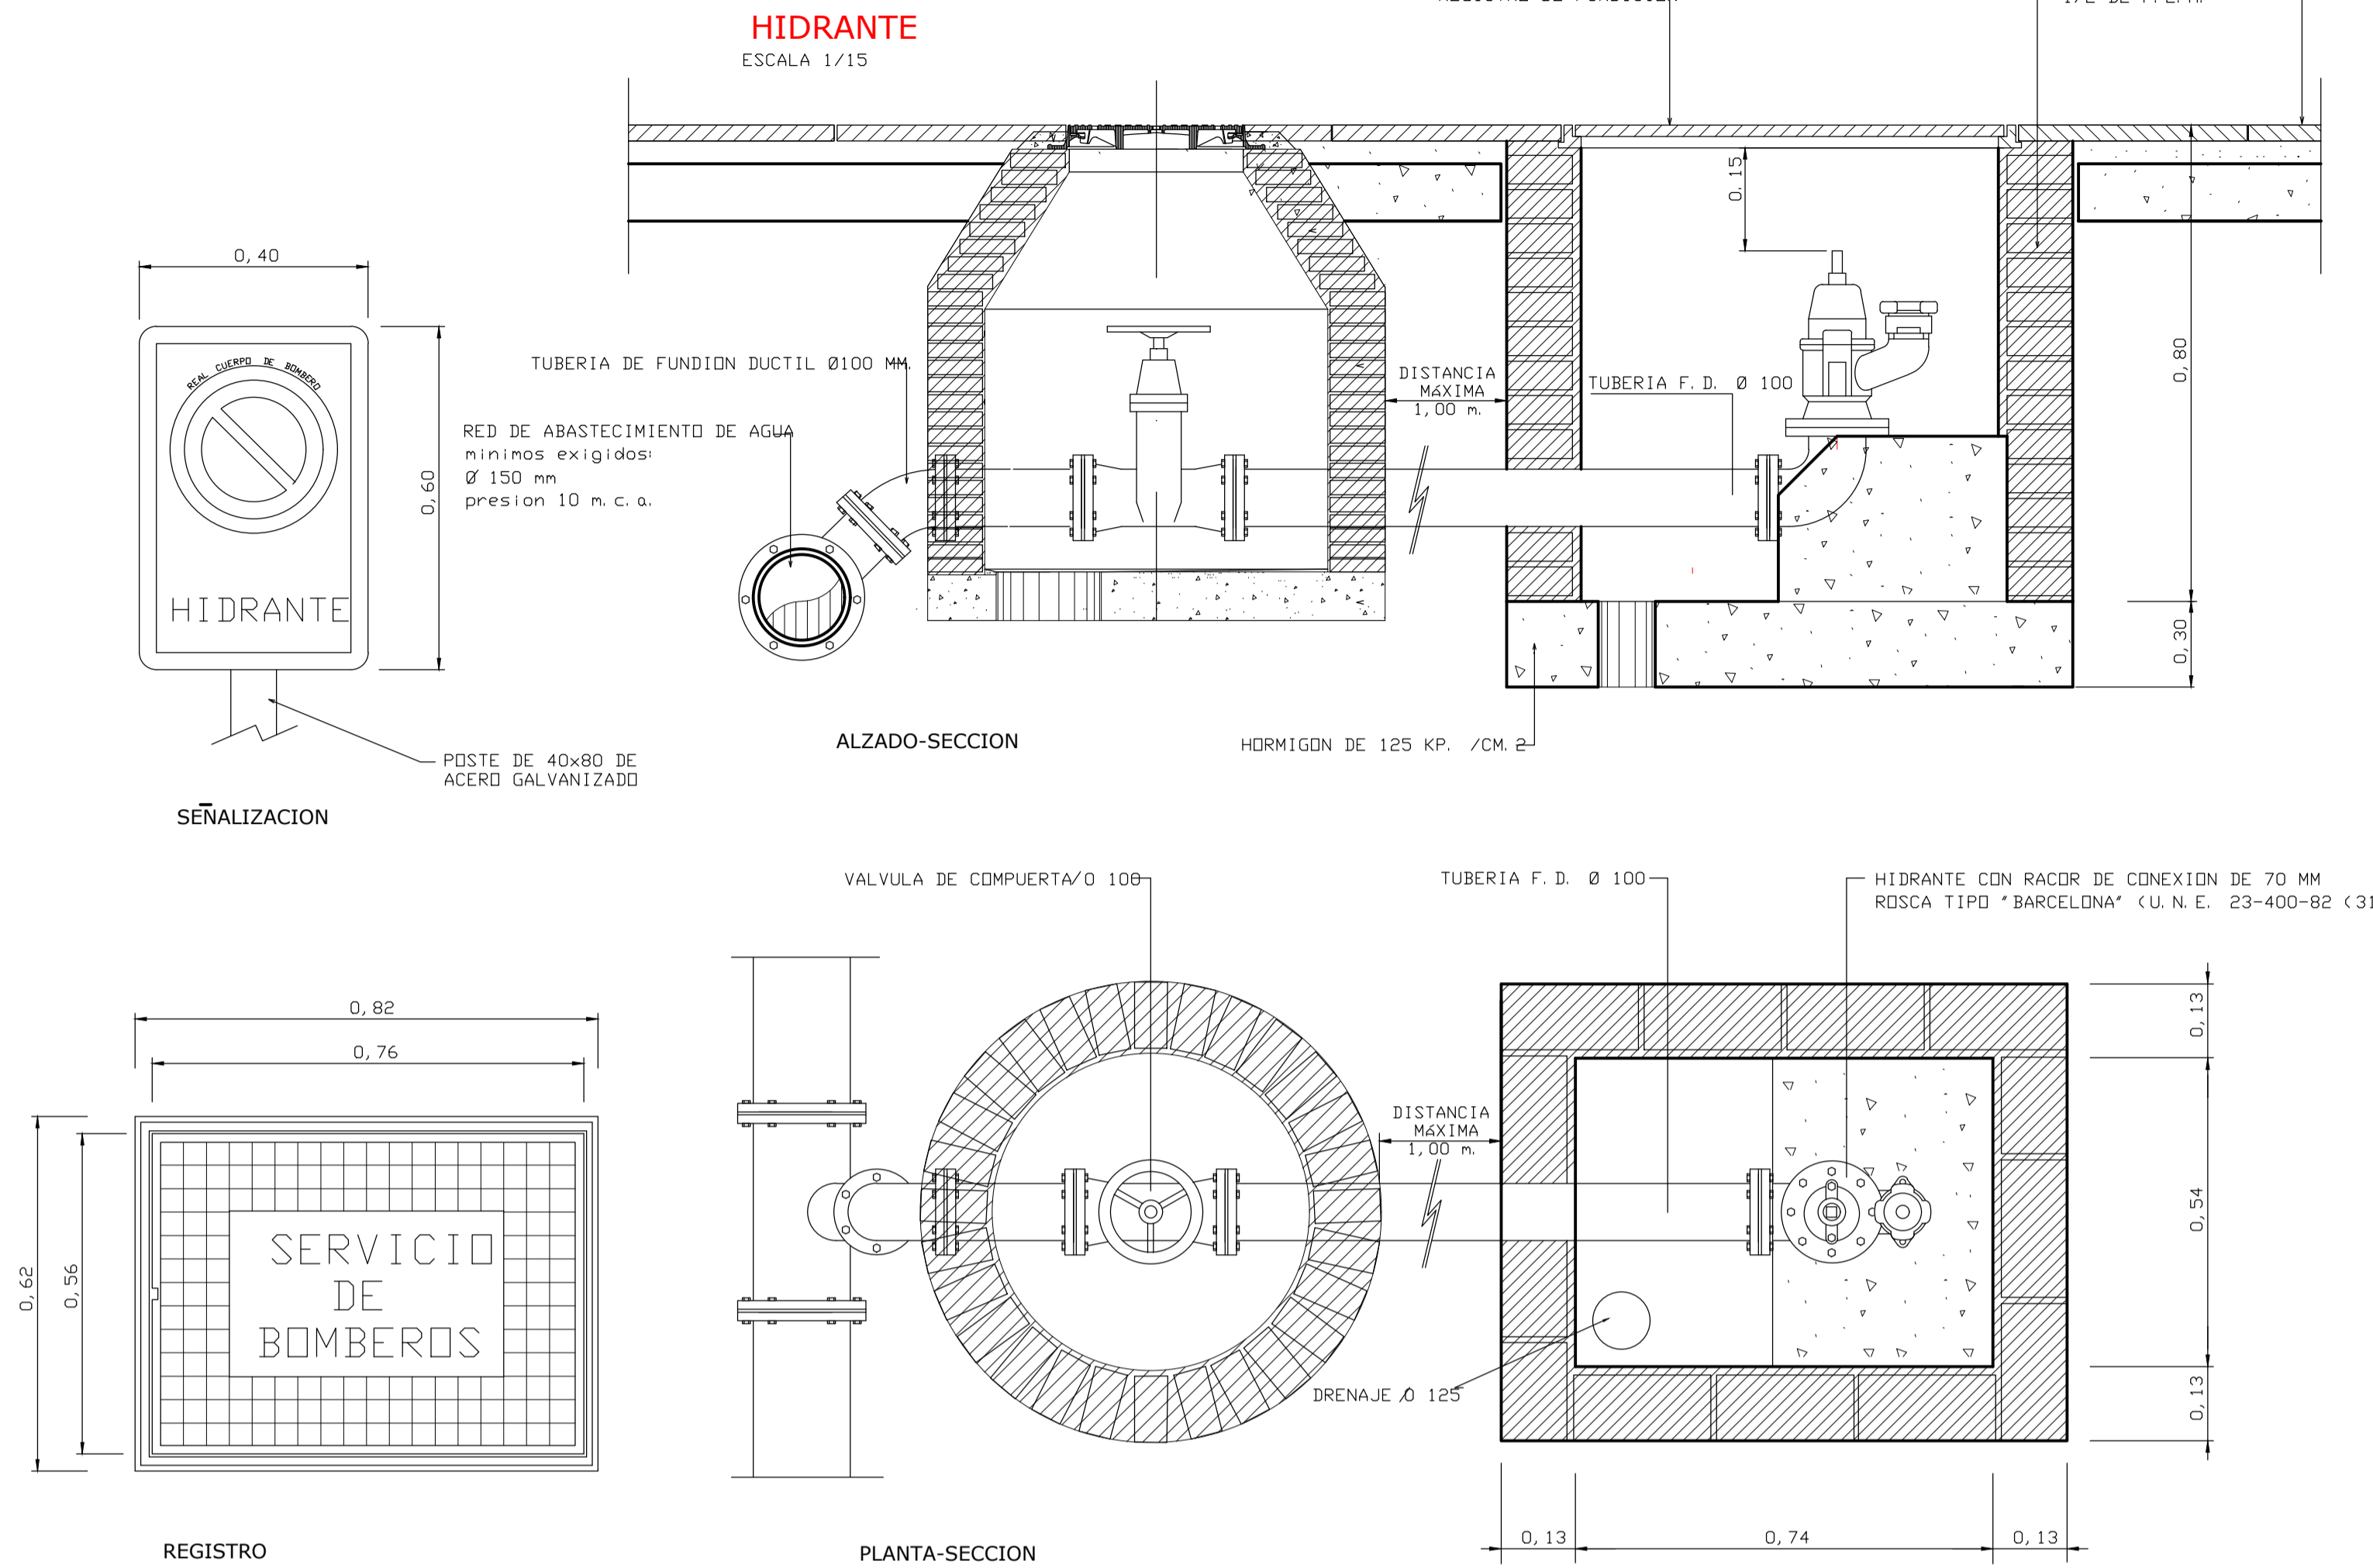 HIDRANTE
ESCALA 1/15
0,40
REAL CUERPO DE BOMBERO
HIDRANTE
0,60
POSTE DE 40x80 DE
ACERO GALVANIZADO
SEÑALIZACION
TUBERIA DE FUNDION DUCTIL Ø100 MM.
RED DE ABASTECIMIENTO DE AGUA
minimos exigidos:
Ø 150 mm
presion 10 m.c.a.
DISTANCIA
MÁXIMA
1,00 m.
TUBERIA F.D. Ø 100
0.15
0,80
0,30
ALZADO-SECCION
HORMIGON DE 125 KP. /CM.2
VALVULA DE COMPUERTA/O 100
TUBERIA F.D. Ø 100
HIDRANTE CON RACOR DE CONEXION DE 70 MM
ROSCA TIPO "BARCELONA" (U.N.E. 23-400-82 (31
0,82
0,76
0,62
0,56
SERVICIO
DE
BOMBEROS
REGISTRO
DISTANCIA
MÁXIMA
1,00 m.
DRENAJE Ø 125
0,13
0,54
0,13
0,13
0,74
0,13
PLANTA-SECCION